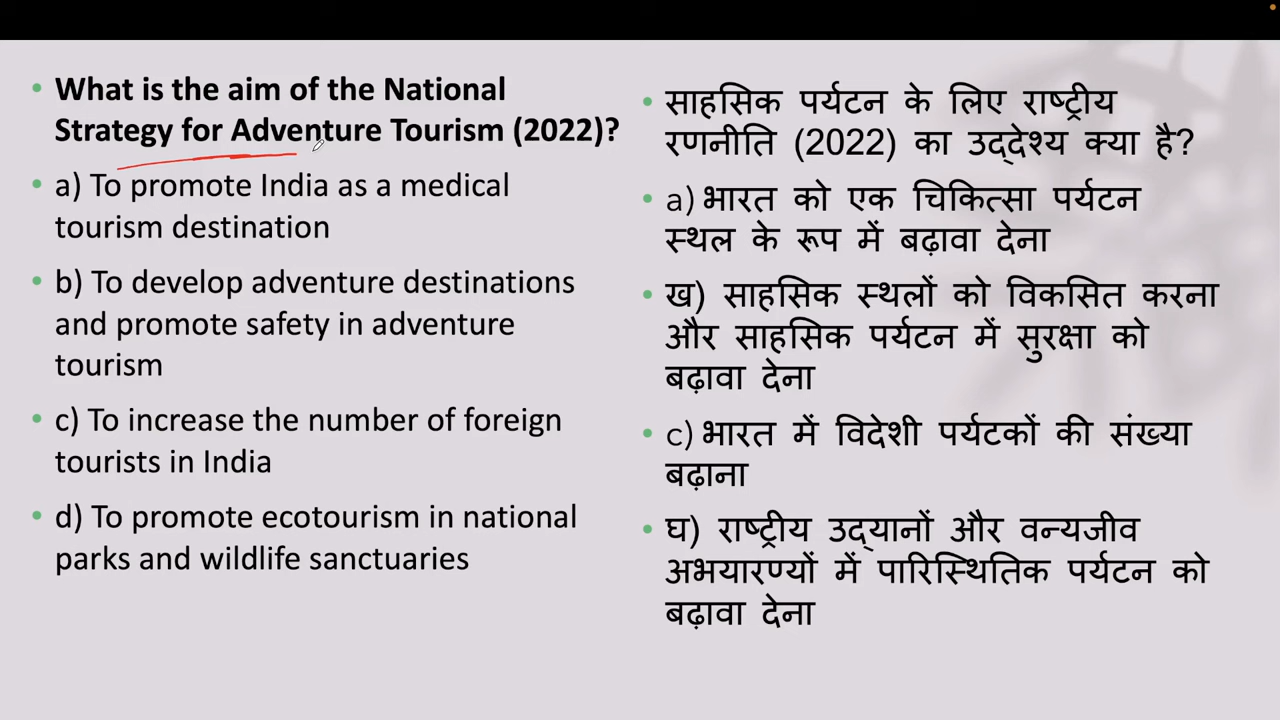 What is the aim of the National
Strategy for Adventure Tourism (2022)?
a) To promote India as a medical
tourism destination
b) To develop adventure destinations
and promote safety in adventure
tourism
c) To increase the number of foreign
tourists in India
d) To promote ecotourism in national
parks and wildlife sanctuaries
साहसिक पर्यटन के लिए राष्ट्रीय
रणनीति (2022) का उद्देश्य क्या है?
a) भारत को एक चिकित्सा पर्यटन
स्थल के रूप में बढ़ावा देना
ख) साहसिक स्थलों को विकसित करना
और साहसिक पर्यटन में सुरक्षा को
बढ़ावा देना
c) भारत में विदेशी पर्यटकों की संख्या
बढ़ाना
घ) राष्ट्रीय उद्यानों और वन्यजीव
अभयारण्यों में पारिस्थितिक पर्यटन को
बढ़ावा देना